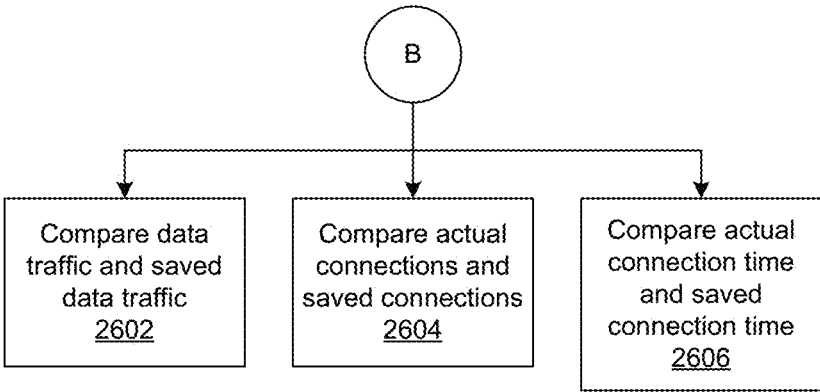 B
Compare data
traffic and saved
data traffic
2602
Compare actual
connections and
saved connections
2604
Compare actual
connection time
and saved
connection time
2606